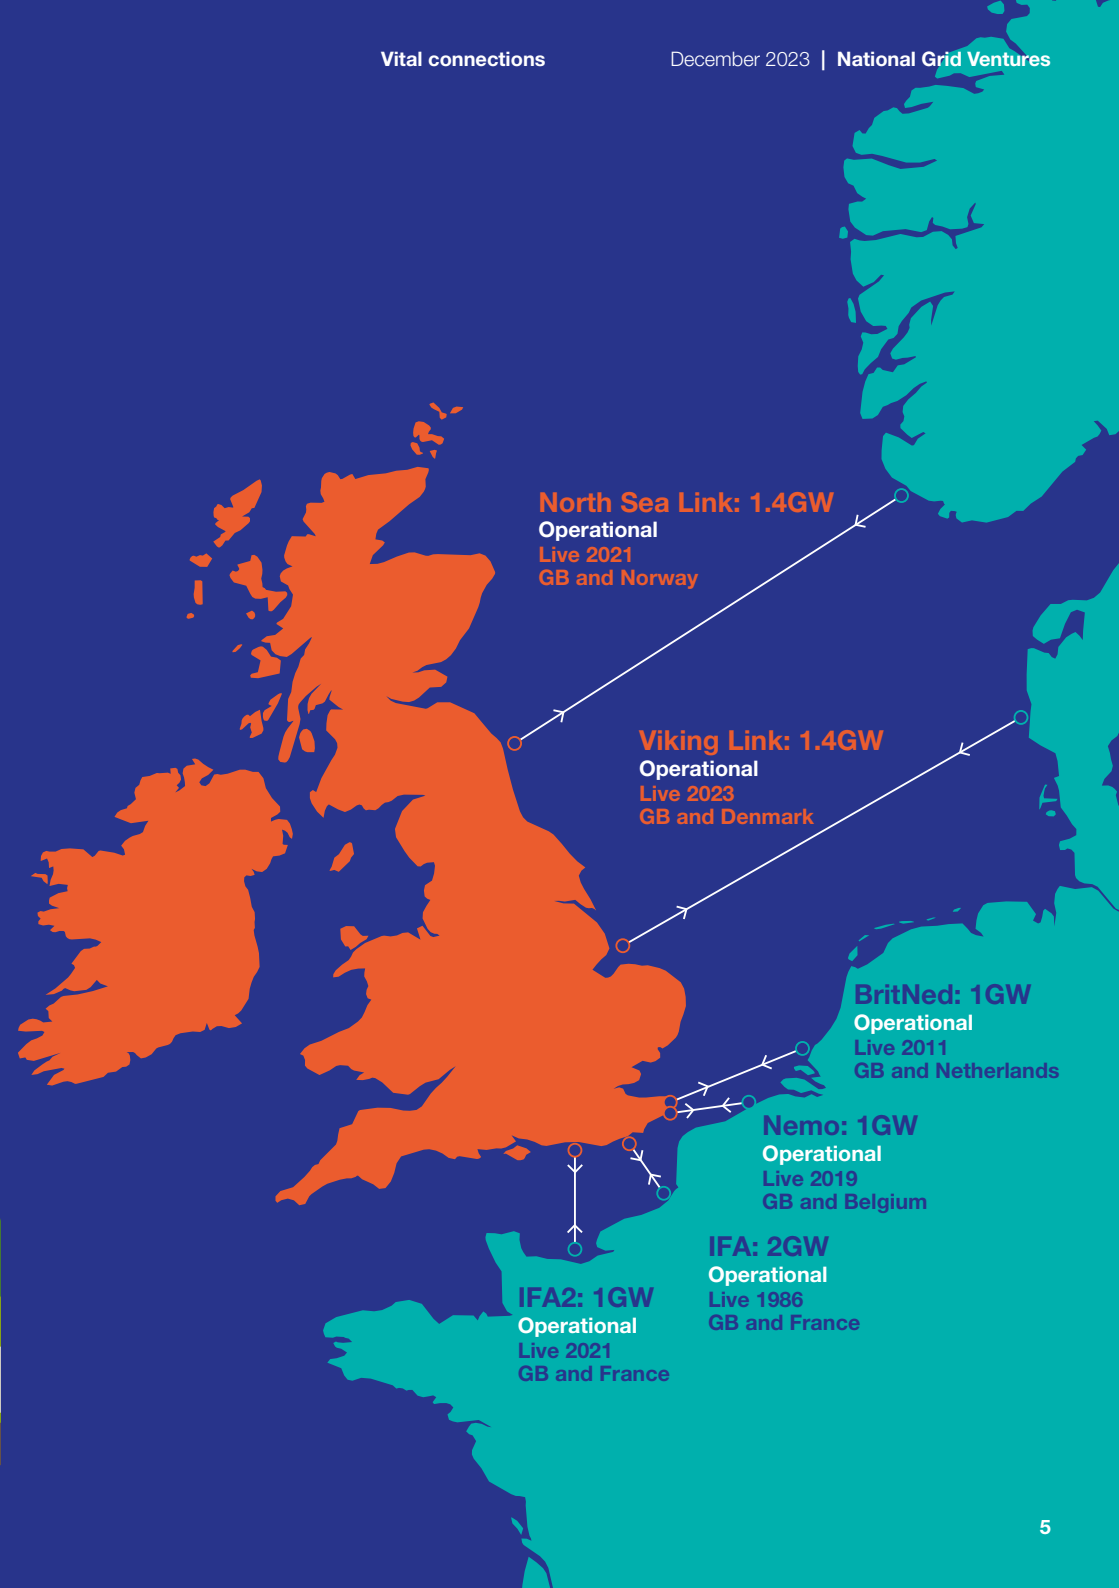 Vital connections
December 2023 | National Grid Ventures
North Sea Link: 1.4GW
Operational
Live 2021
GB and Norway
Viking Link: 1.4GW
Operational
Live 2023
GB and Denmark
BritNed: 1GW
Operational
Live 2011
GB and Netherlands
Nemo: 1GW
Operational
Live 2019
GB and Belgium
IFA: 2GW
Operational
Live 1986
GB and France
IFA2: 1GW
Operational
Live 2021
GB and France
5